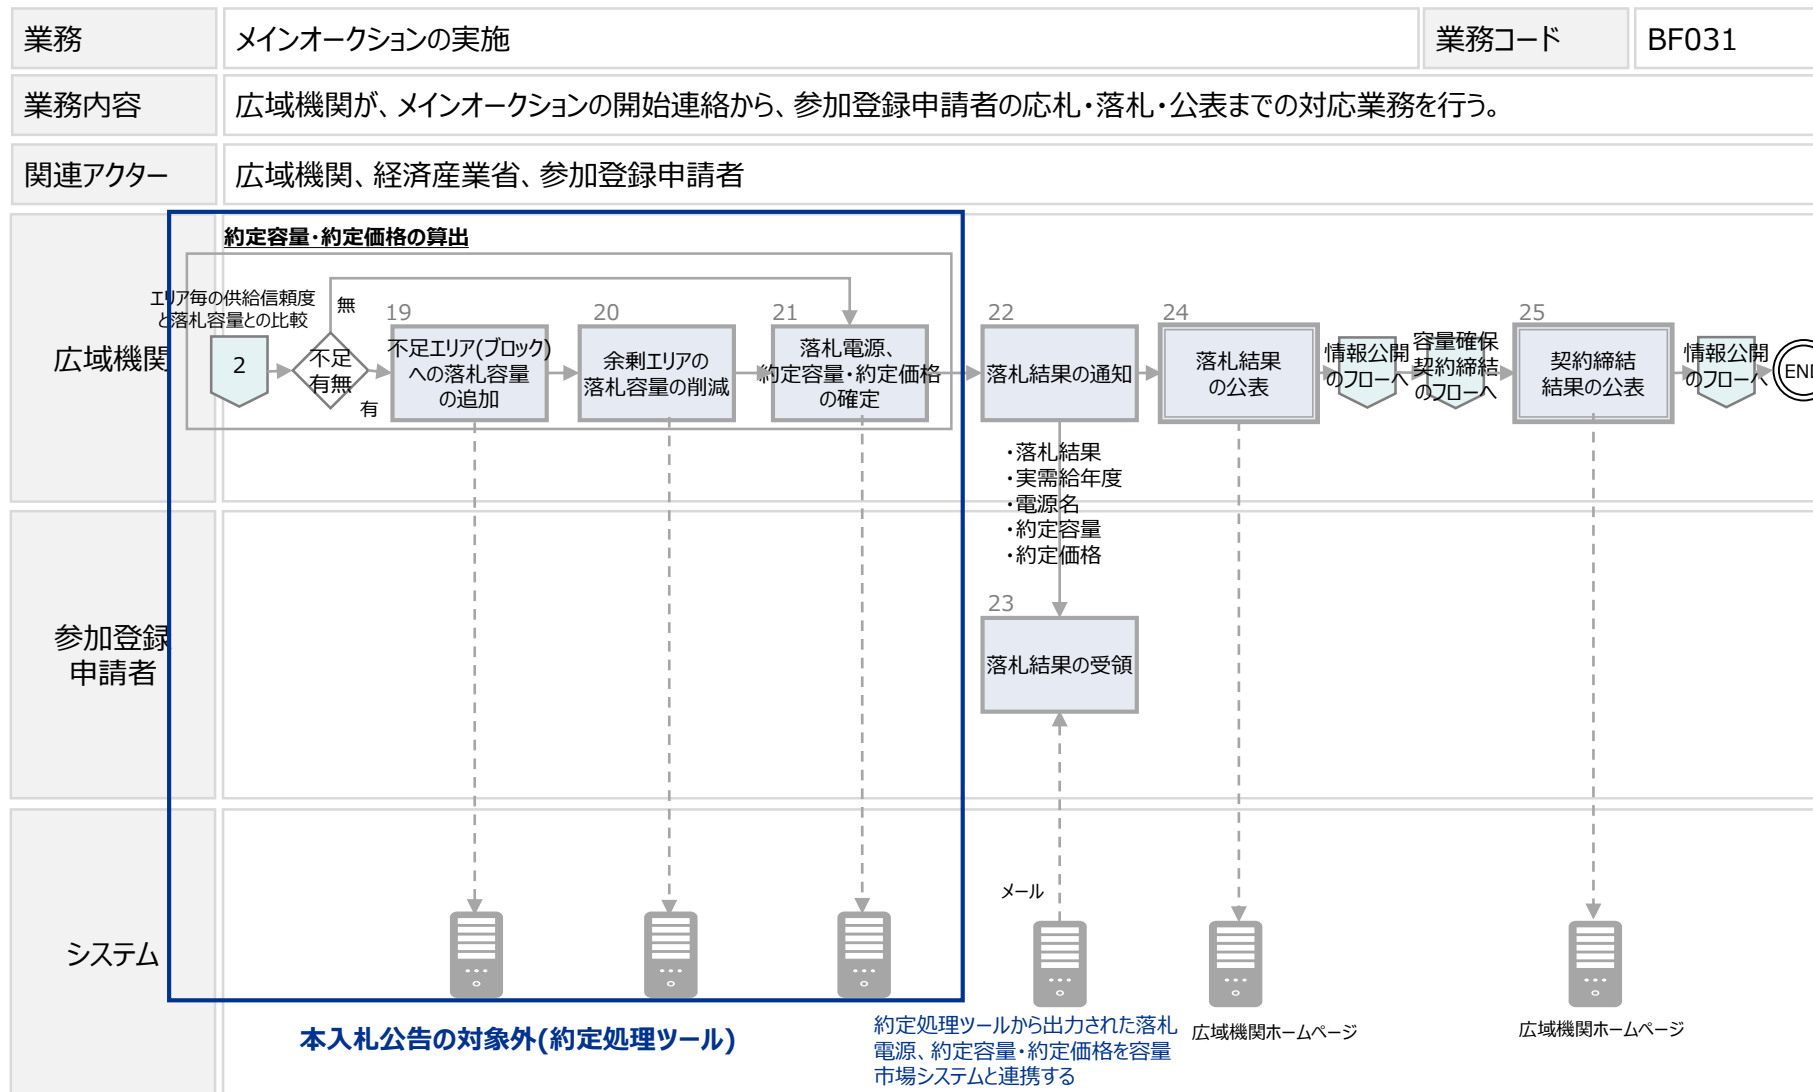 業務
メインオークションの実施
業務コード
BF031
業務内容
広域機関が、メインオークションの開始連絡から、参加登録申請者の応札・落札・公表までの対応業務を行う。
関連アクター
広域機関、経済産業省、参加登録申請者
広域機関
約定容量・約定価格の算出
エリア毎の供給信頼度
と落札容量との比較
2
不足
有無
無
有
19
不足エリア(ブロック)
への落札容量
の追加
20
余剰エリアの
落札容量の削減
21
落札電源、
約定容量・約定価格
の確定
22
落札結果の通知
24
落札結果
の公表
情報公開
のフローへ
容量確保
契約締結
のフローへ
25
契約締結
結果の公表
情報公開
のフローへ
END
・落札結果
・実需給年度
・電源名
・約定容量
・約定価格
参加登録
申請者
23
落札結果の受領
システム
メール
本入札公告の対象外(約定処理ツール)
約定処理ツールから出力された落札
電源、約定容量・約定価格を容量
市場システムと連携する
広域機関ホームページ
広域機関ホームページ